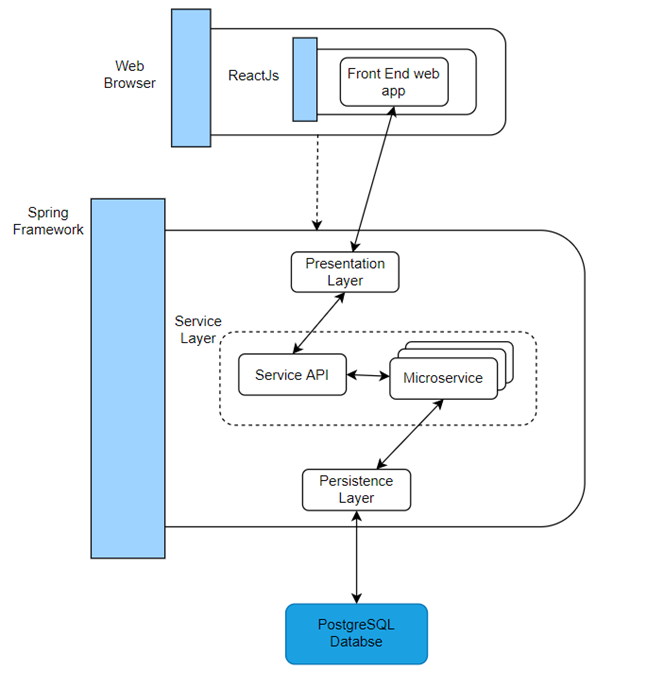 Web
Browser
ReactJs
Front End web
app
Spring
Framework
Presentation
Layer
Service
Layer
Service API
Microservice
Persistence
Layer
PostgreSQL
Databse